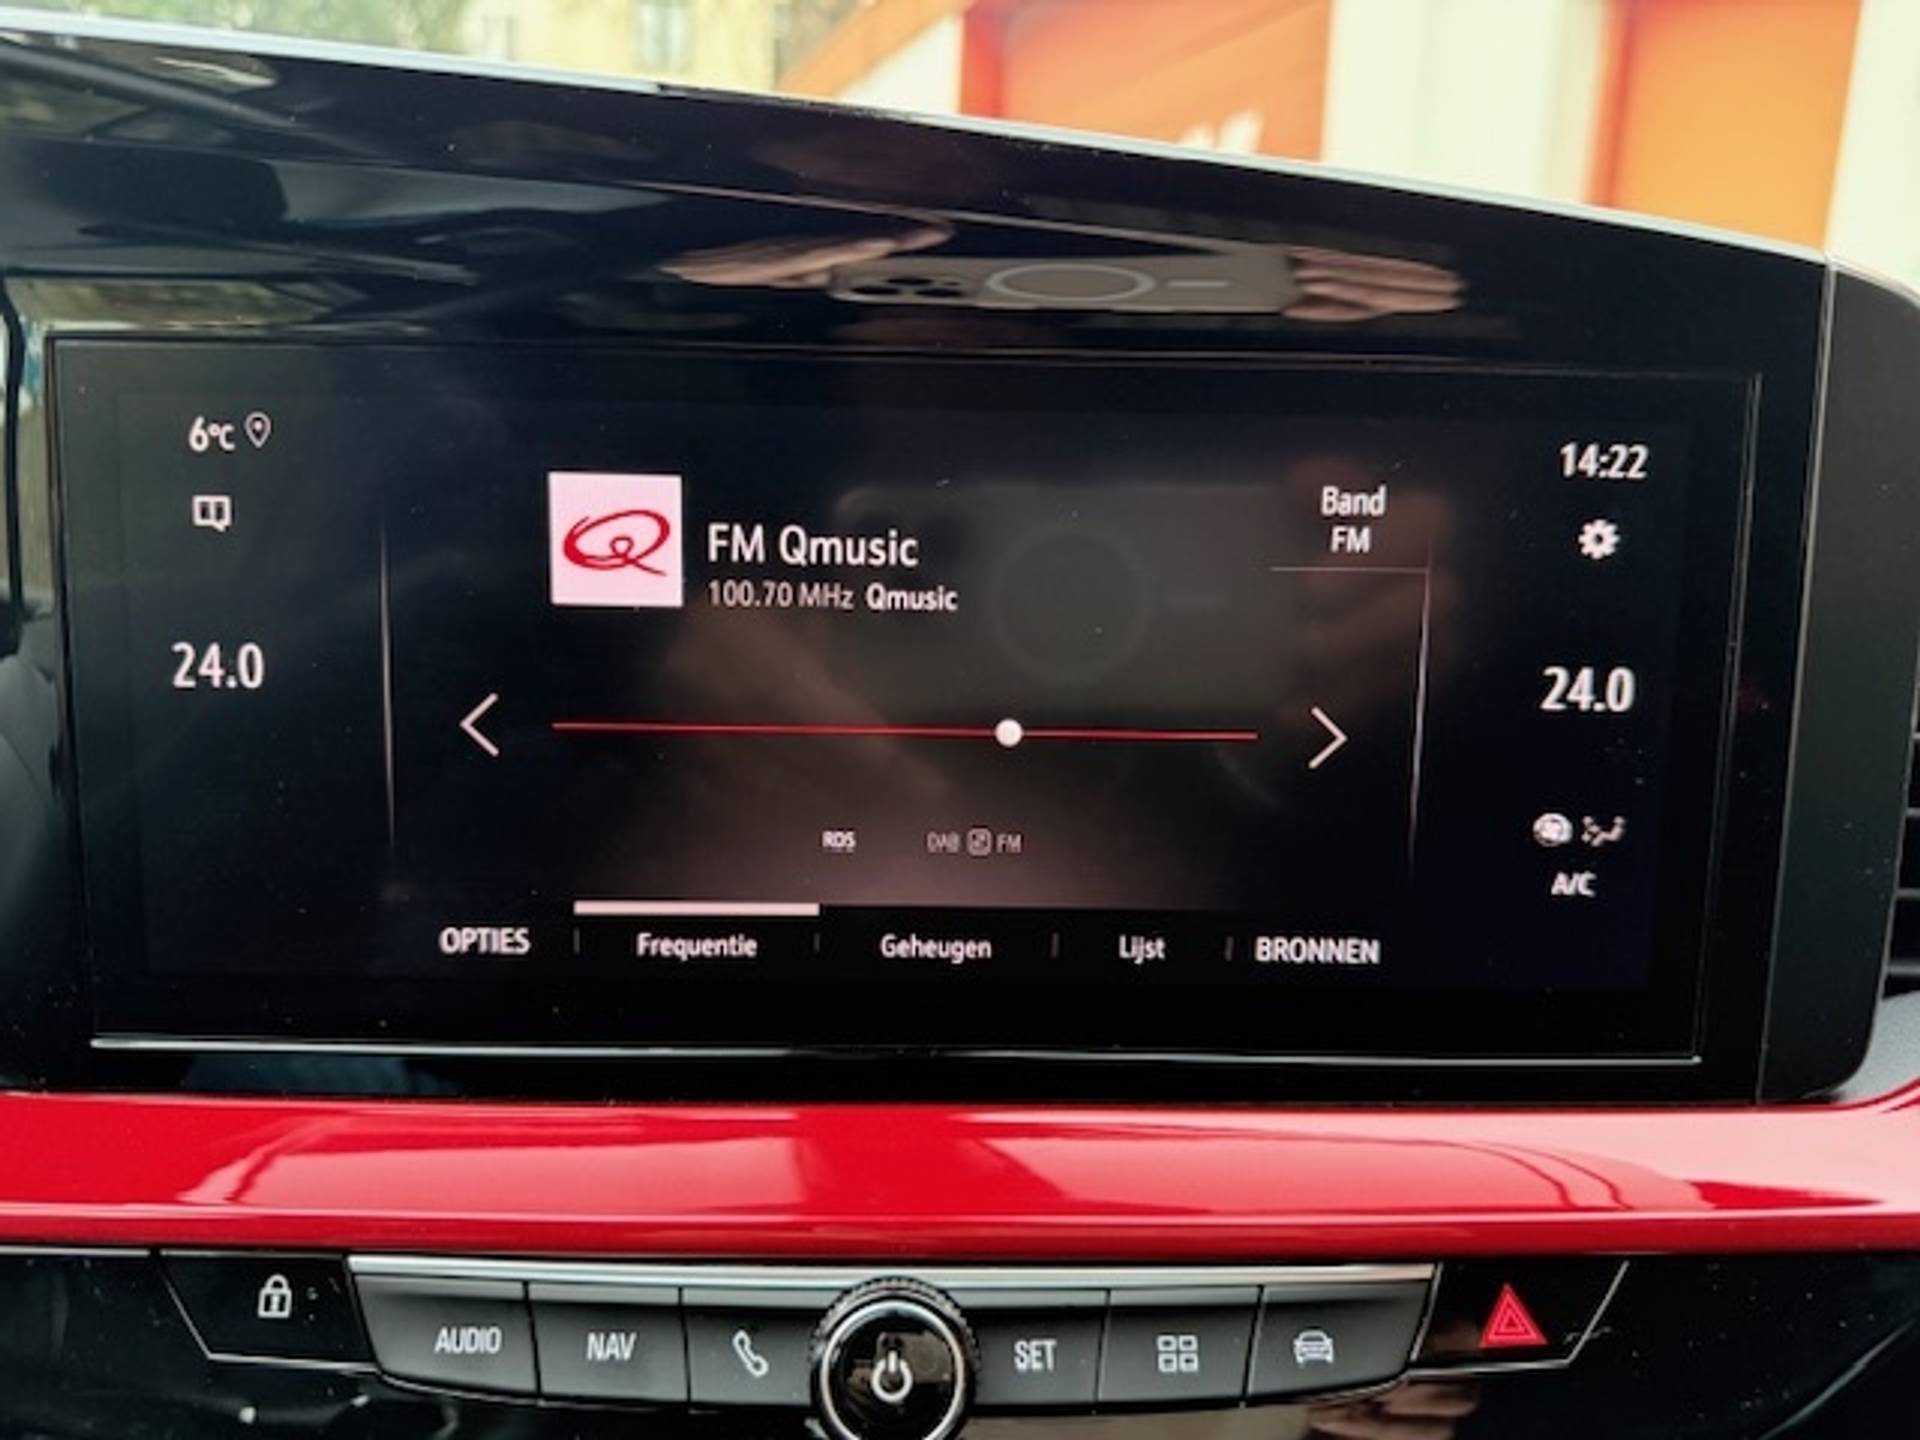 6°C
14:22
FM Qmusic
100.70 MHz Qmusic
Band
FM
24.0
24.0
RDS
DAB FM
A/C
OPTIES
Frequentie
Geheugen
Lijst
BRONNEN
AUDIO
NAV
SET